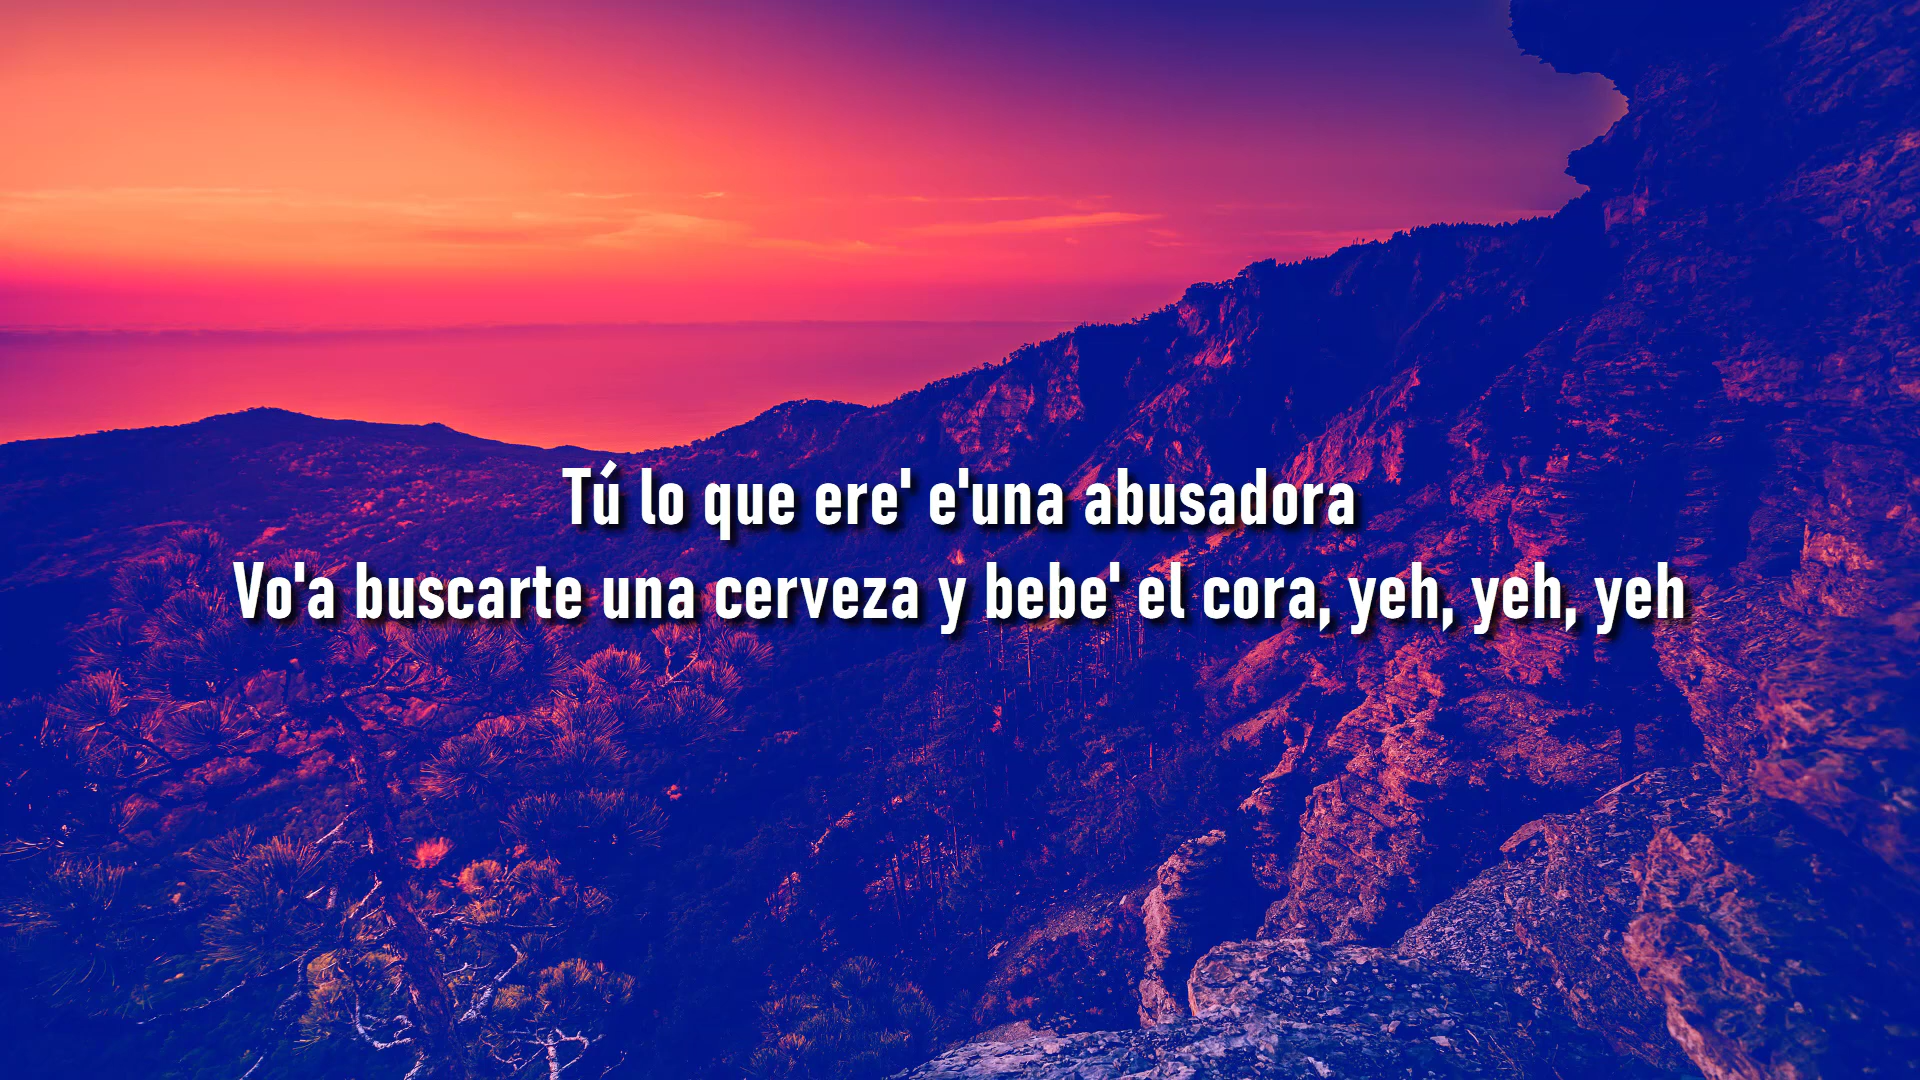 Tú lo que ere' e'una abusadora
Vo'a buscarte una cerveza y bebe' el cora, yeh, yeh, yeh